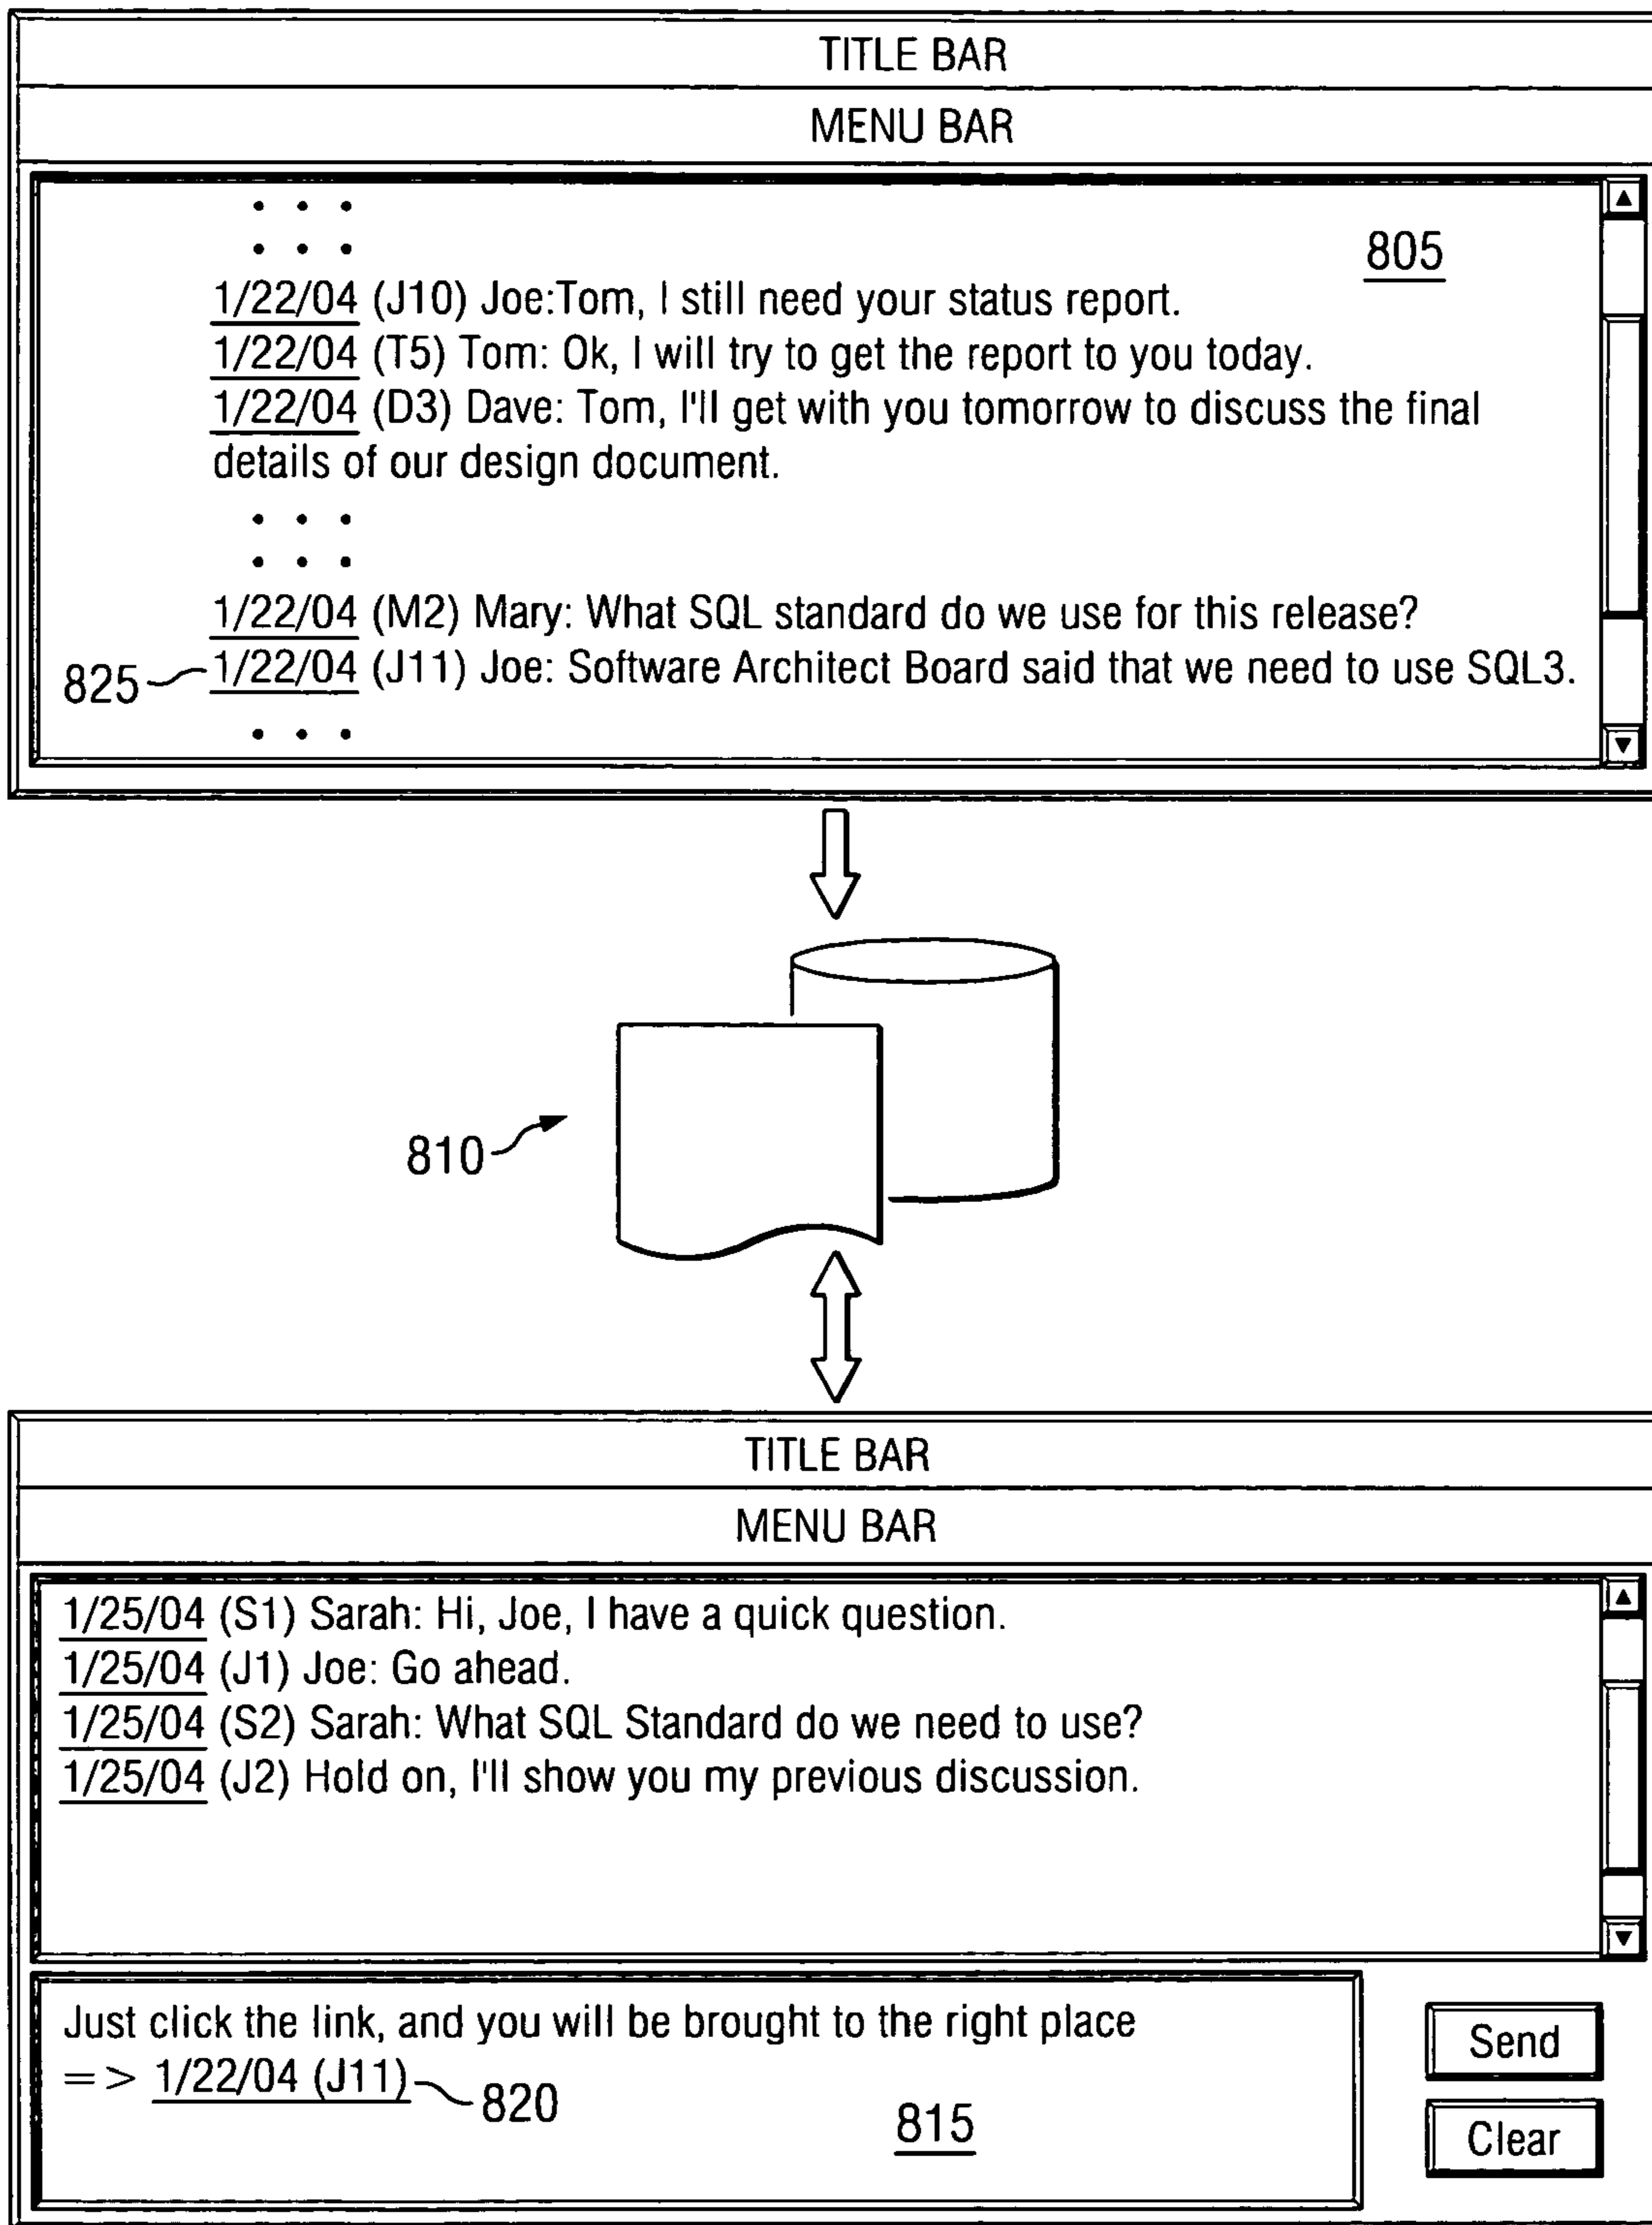 TITLE BAR
MENU BAR
. . .
. . .
805
1/22/04 (J10) Joe:Tom, I still need your status report.
1/22/04 (T5) Tom: Ok, I will try to get the report to you today.
1/22/04 (D3) Dave: Tom, I'll get with you tomorrow to discuss the final
details of our design document.
. . .
. . .
1/22/04 (M2) Mary: What SQL standard do we use for this release?
825 1/22/04 (J11) Joe: Software Architect Board said that we need to use SQL3.
. . .
810
TITLE BAR
MENU BAR
1/25/04 (S1) Sarah: Hi, Joe, I have a quick question.
1/25/04 (J1) Joe: Go ahead.
1/25/04 (S2) Sarah: What SQL Standard do we need to use?
1/25/04 (J2) Hold on, I'll show you my previous discussion.
Just click the link, and you will be brought to the right place
= > 1/22/04 (J11) 820
815
Send
Clear